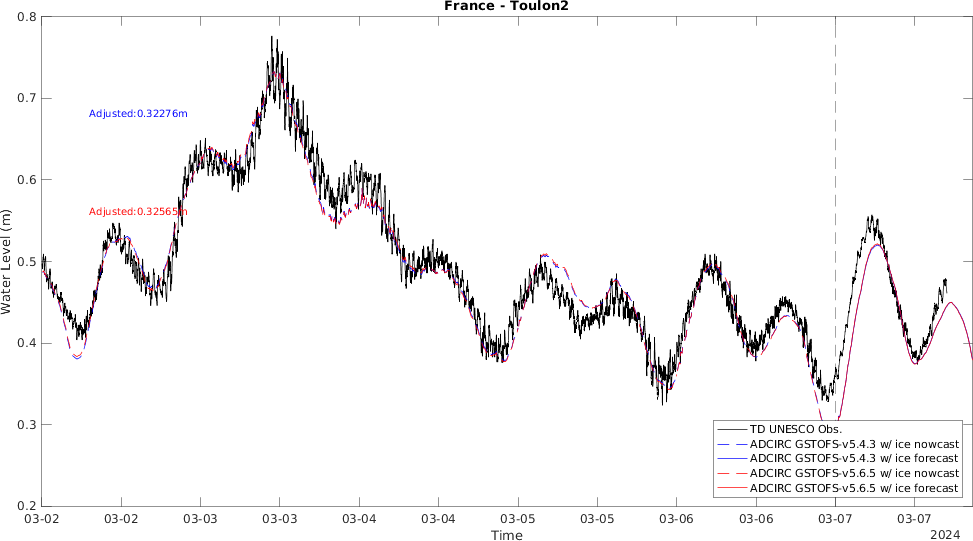 France - Toulon2
0.8
0.7
0.6
0.5
0.4
0.3
0.2
Water Level (m)
Adjusted:0.32276m
Adjusted:0.32565m
TD UNESCO Obs.
ADCIRC GSTOFS-v5.4.3 w/ ice nowcast
ADCIRC GSTOFS-v5.4.3 w/ ice forecast
ADCIRC GSTOFS-v5.6.5 w/ ice nowcast
ADCIRC GSTOFS-v5.6.5 w/ ice forecast
03-02 03-02 03-03 03-03 03-04 03-04 03-05 03-05 03-06 03-06 03-07 03-07
Time
2024